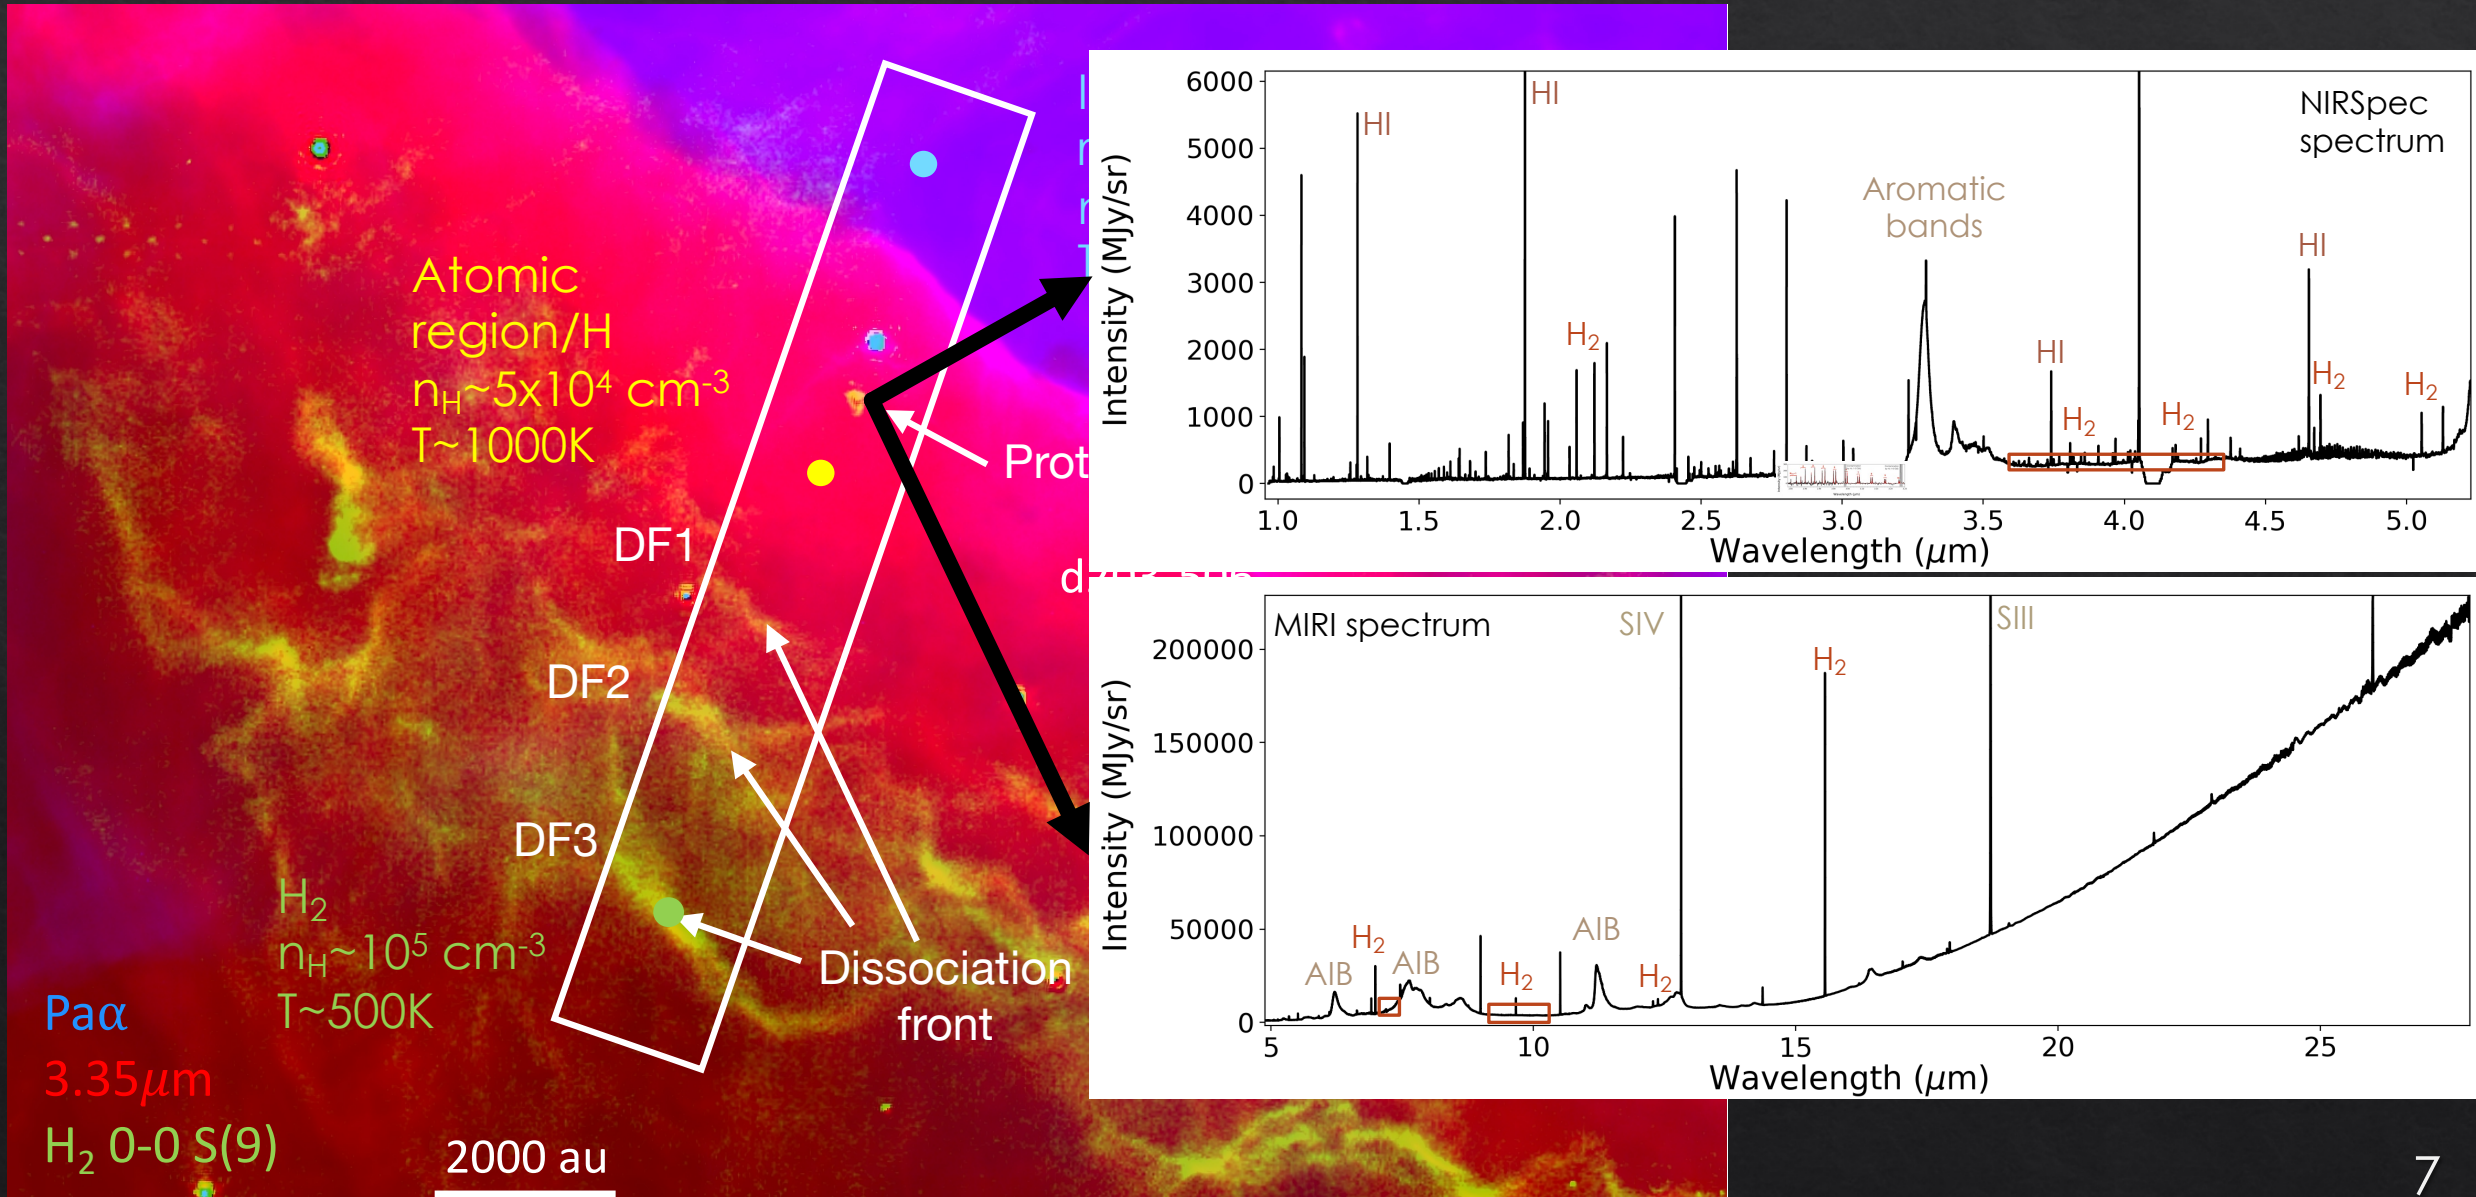 Atomic
region/H
n_H~5x10⁴ cm⁻³
T~1000K
Prot
DF1
DF2
DF3
H₂
n_H~10⁵ cm⁻³
T~500K
Dissociation
front
Paα
3.35μm
H₂ 0-0 S(9)
2000 au
NIRSpec
spectrum
Intensity (MJy/sr)
6000
5000
4000
3000
2000
1000
0
HI
HI
H₂
Aromatic
bands
HI
H₂
H₂
HI
H₂
H₂
1.0 1.5 2.0 2.5 3.0 3.5 4.0 4.5 5.0
Wavelength (μm)
MIRI spectrum
Intensity (MJy/sr)
200000
150000
100000
50000
0
SIV
H₂
SIII
H₂
AIB
AIB
H₂
AIB
H₂
5 10 15 20 25
Wavelength (μm)
7